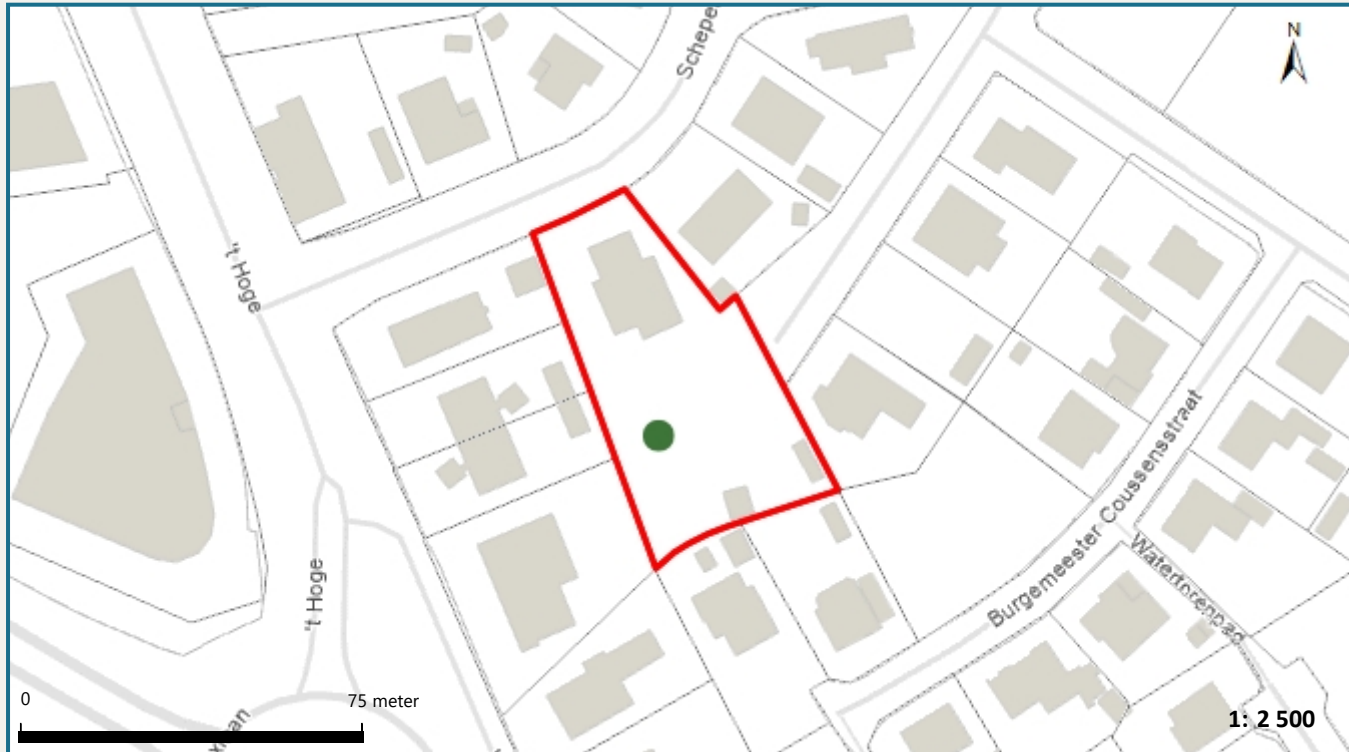 N
Schepe
't Hoge
't Hoge
Burgemeester Coussensstraat
Watertorenpad
0
75 meter
1: 2 500